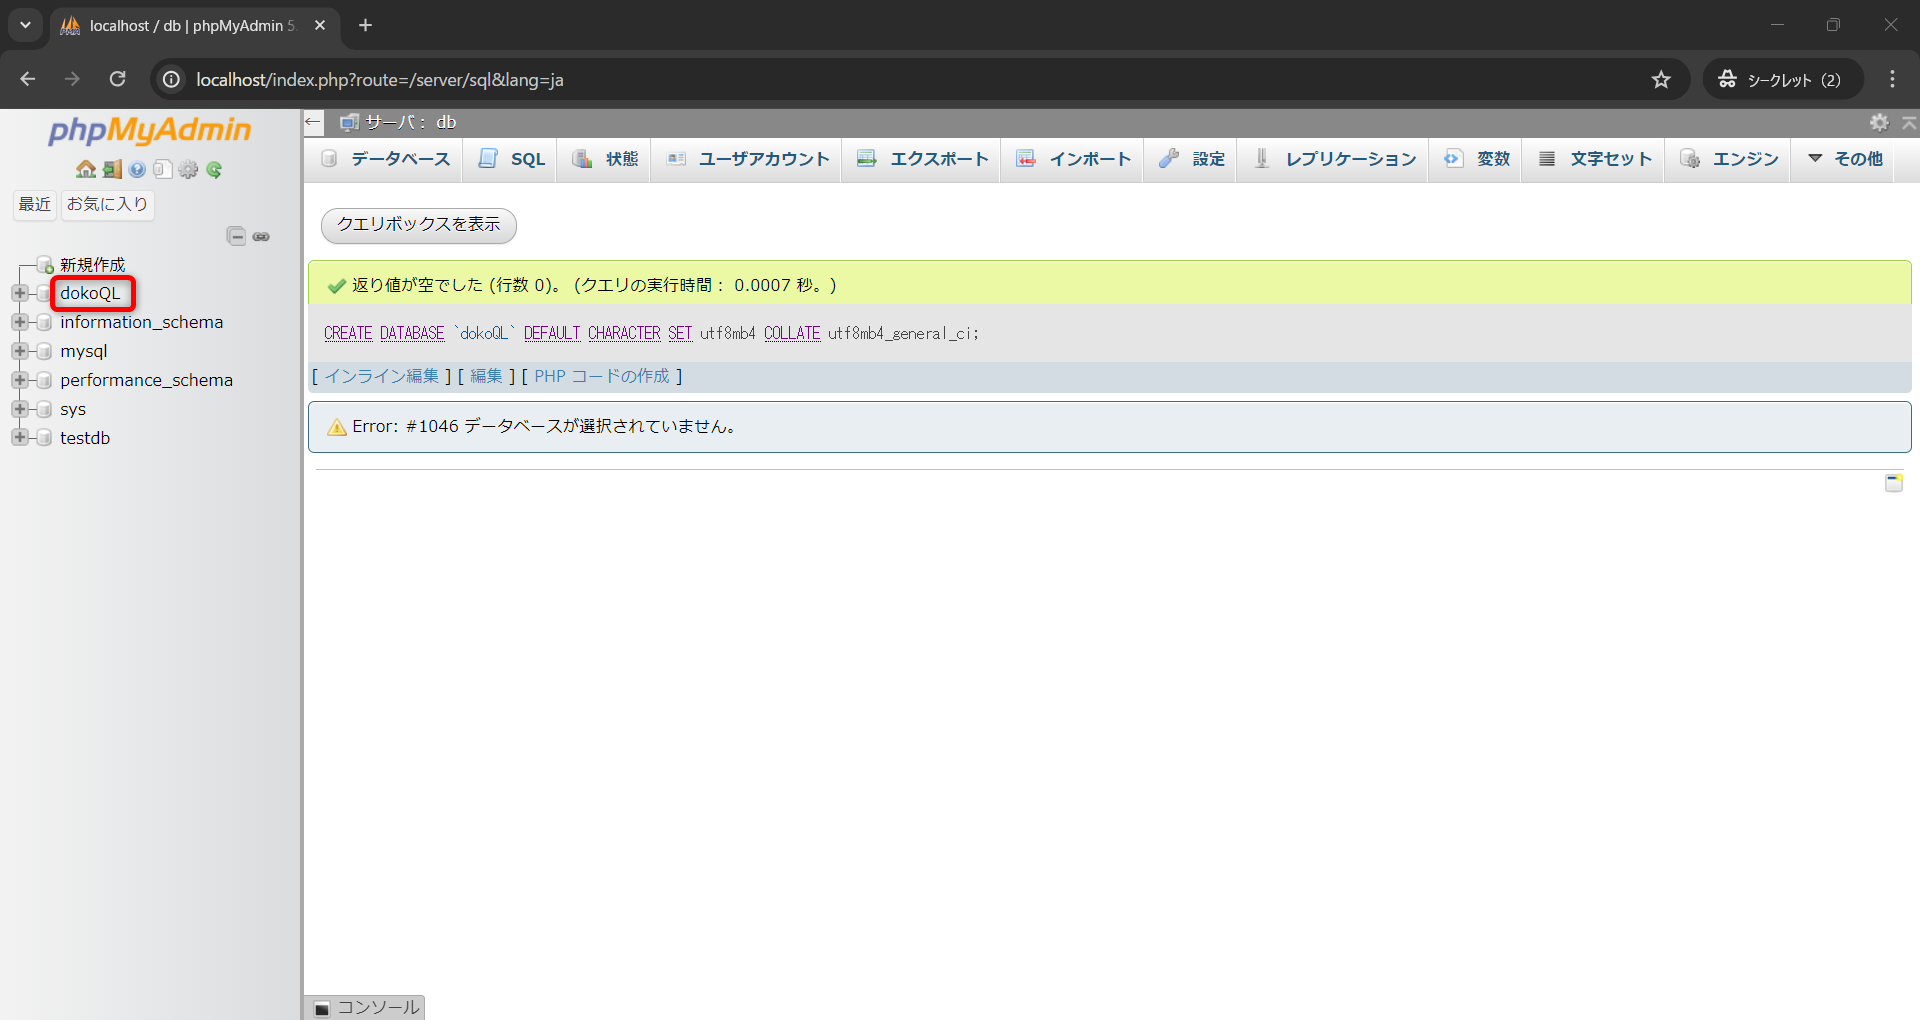 localhost / db | phpMyAdmin 5.
localhost/index.php?route=/server/sql&lang=ja
シークレット (2)
phpMyAdmin
最近 お気に入り
新規作成
dokoQL
information_schema
mysql
performance_schema
sys
testdb
サーバ: db
データベース SQL 状態 ユーザアカウント エクスポート インポート 設定 レプリケーション 変数 文字セット エンジン その他
クエリボックスを表示
返り値が空でした (行数 0)。 (クエリの実行時間: 0.0007 秒。)
CREATE DATABASE `dokoQL` DEFAULT CHARACTER SET utf8mb4 COLLATE utf8mb4_general_ci;
[ インライン編集 ] [ 編集 ] [ PHP コードの作成 ]
Error: #1046 データベースが選択されていません。
コンソール